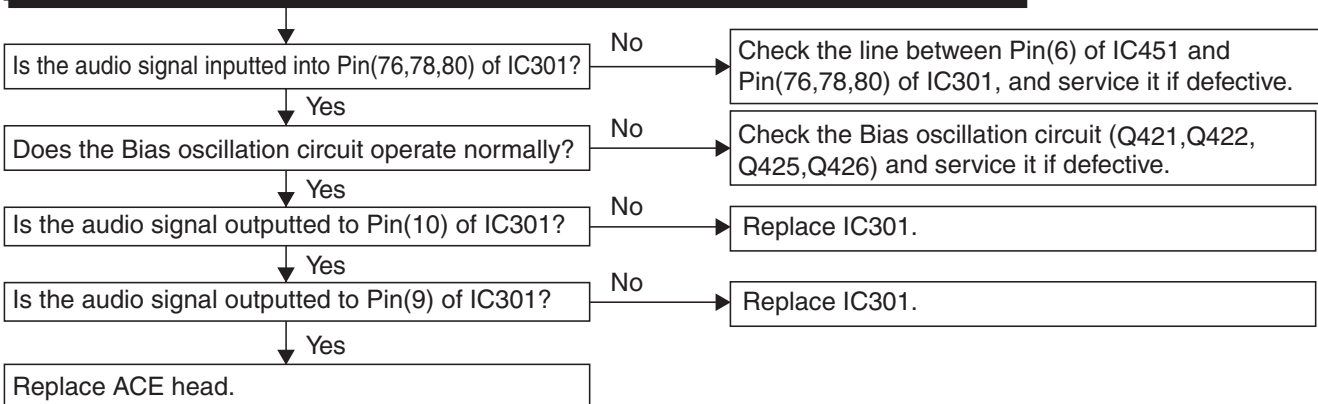 Is the audio signal inputted into Pin(76,78,80) of IC301?
No
Check the line between Pin(6) of IC451 and
Pin(76,78,80) of IC301, and service it if defective.
Yes
Does the Bias oscillation circuit operate normally?
No
Check the Bias oscillation circuit (Q421,Q422,
Q425,Q426) and service it if defective.
Yes
Is the audio signal outputted to Pin(10) of IC301?
No
Replace IC301.
Yes
Is the audio signal outputted to Pin(9) of IC301?
No
Replace IC301.
Yes
Replace ACE head.